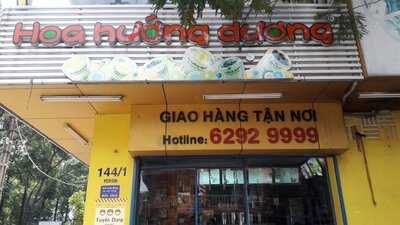 Hoa hướng dương
GIAO HÀNG TẬN NƠI
Hotline: 6292 9999
144/1
Tuyển Dụng